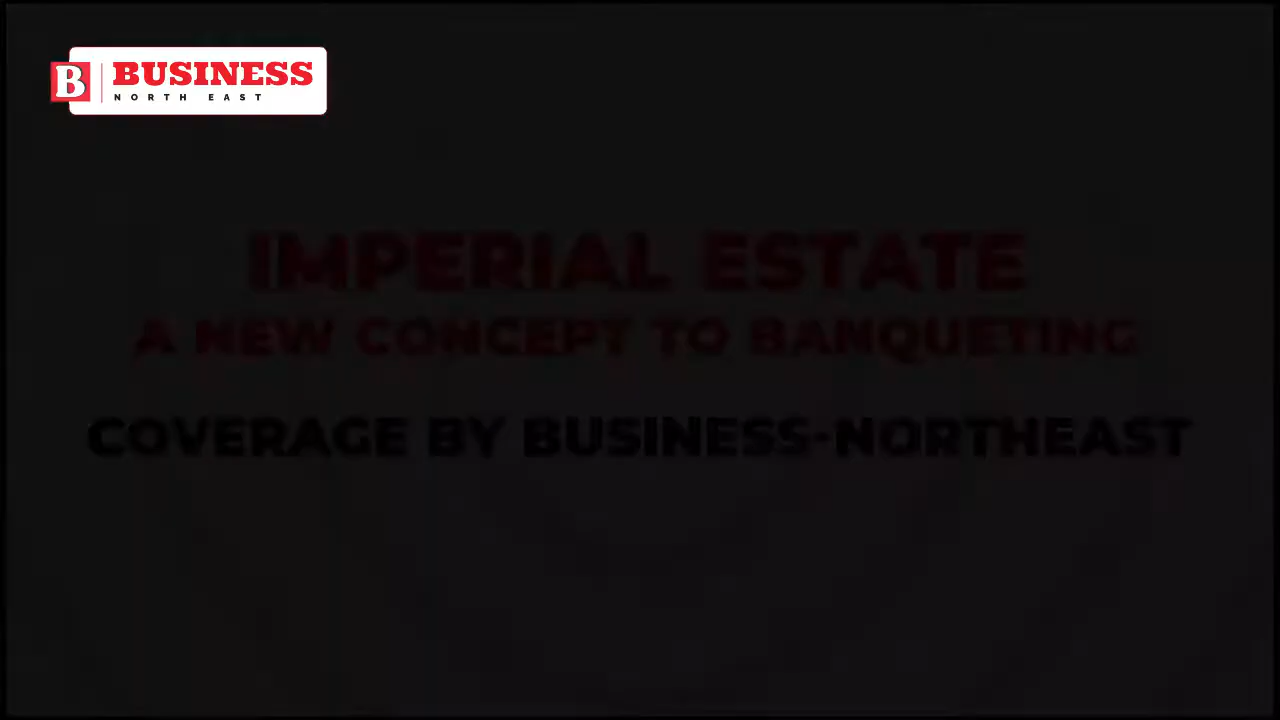 B BUSINESS
NORTH EAST
IMPERIAL ESTATE
A NEW CONCEPT TO BANQUETING
COVERAGE BY BUSINESS-NORTHEAST